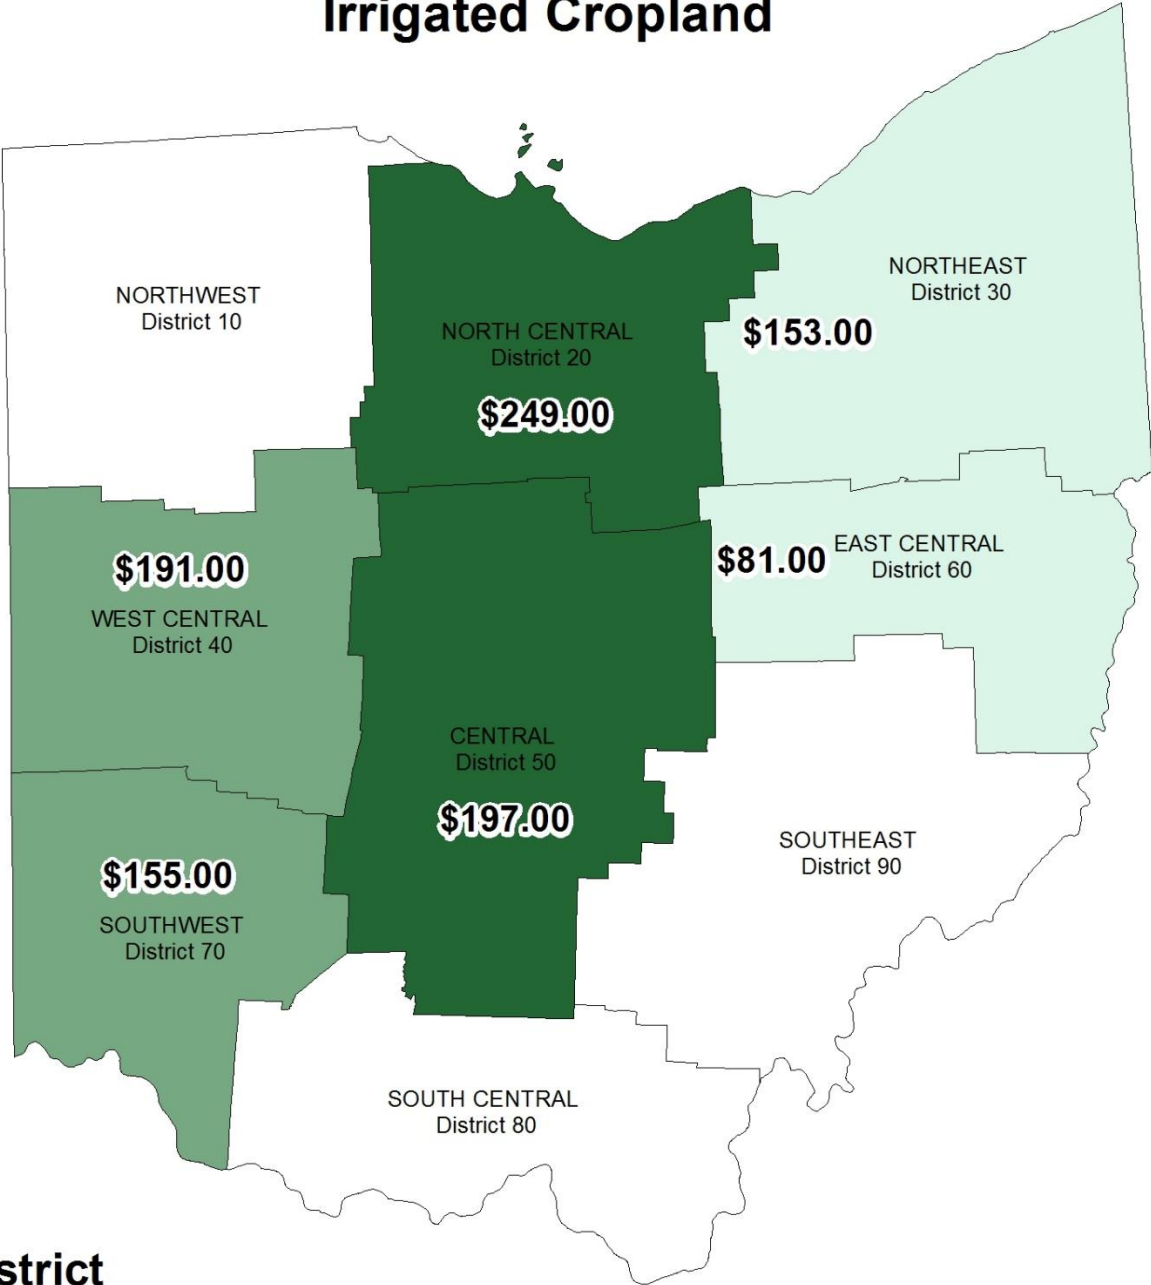 Irrigated Cropland
NORTHWEST
District 10
NORTH CENTRAL
District 20
$249.00
NORTHEAST
District 30
$153.00
$191.00
WEST CENTRAL
District 40
CENTRAL
District 50
$197.00
$81.00
EAST CENTRAL
District 60
$155.00
SOUTHWEST
District 70
SOUTHEAST
District 90
SOUTH CENTRAL
District 80
strict